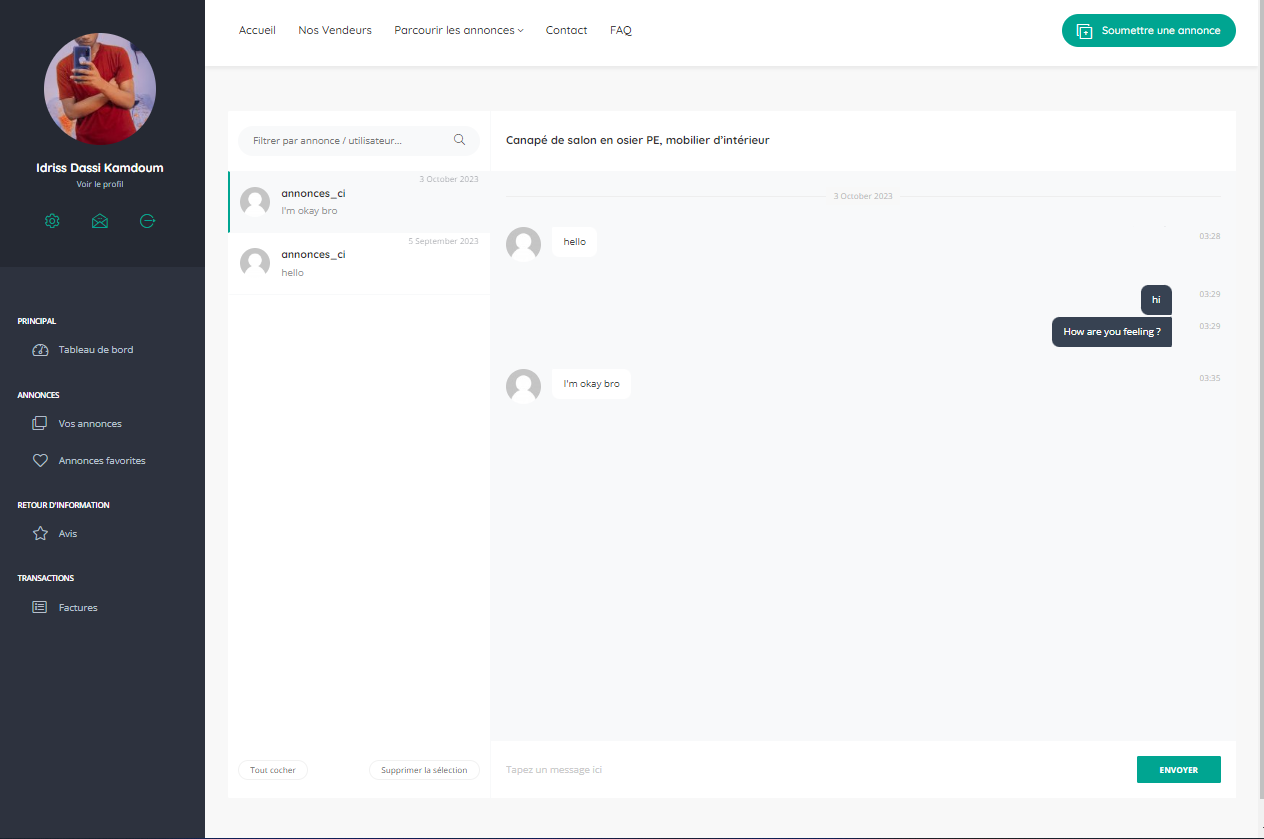 Accueil
Nos Vendeurs
Parcourir les annonces
Contact
FAQ
Soumettre une annonce
Idriss Dassi Kamdoum
Voir le profil
PRINCIPAL
Tableau de bord
ANNONCES
Vos annonces
Annonces favorites
RETOUR D'INFORMATION
Avis
TRANSACTIONS
Factures
Filtrer par annonce / utilisateur...
3 October 2023
annonces_ci
I'm okay bro
5 September 2023
annonces_ci
hello
Tout cocher
Supprimer la sélection
Canapé de salon en osier PE, mobilier d'intérieur
3 October 2023
hello
03:28
hi
03:29
How are you feeling ?
03:29
I'm okay bro
03:35
Tapez un message ici
ENVOYER